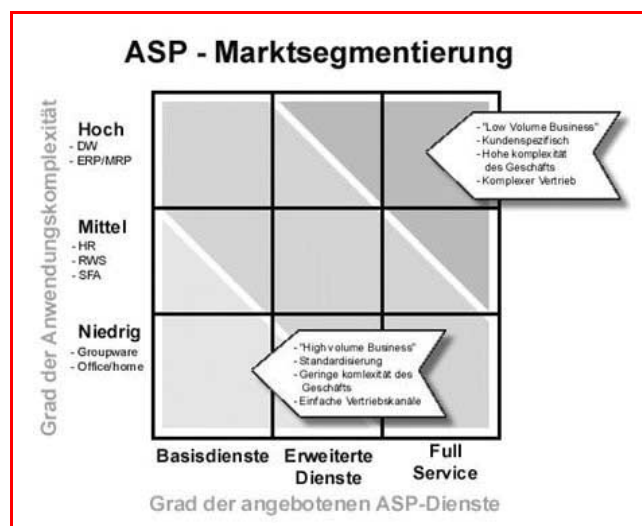 ASP - Marktsegmentierung
Grad der Anwendungskomplexität
Hoch
- DW
- ERP/MRP
- "Low Volume Business"
- Kundenspezifisch
- Hohe komplexität
des Geschäfts
- Komplexer Vertrieb
Mittel
- HR
- RWS
- SFA
Niedrig
- Groupware
- Office/home
- "High volume Business"
- Standardisierung
- Geringe komlexität des
Geschäfts
- Einfache Vertriebskanäle
Basisdienste
Erweiterte
Dienste
Full
Service
Grad der angebotenen ASP-Dienste